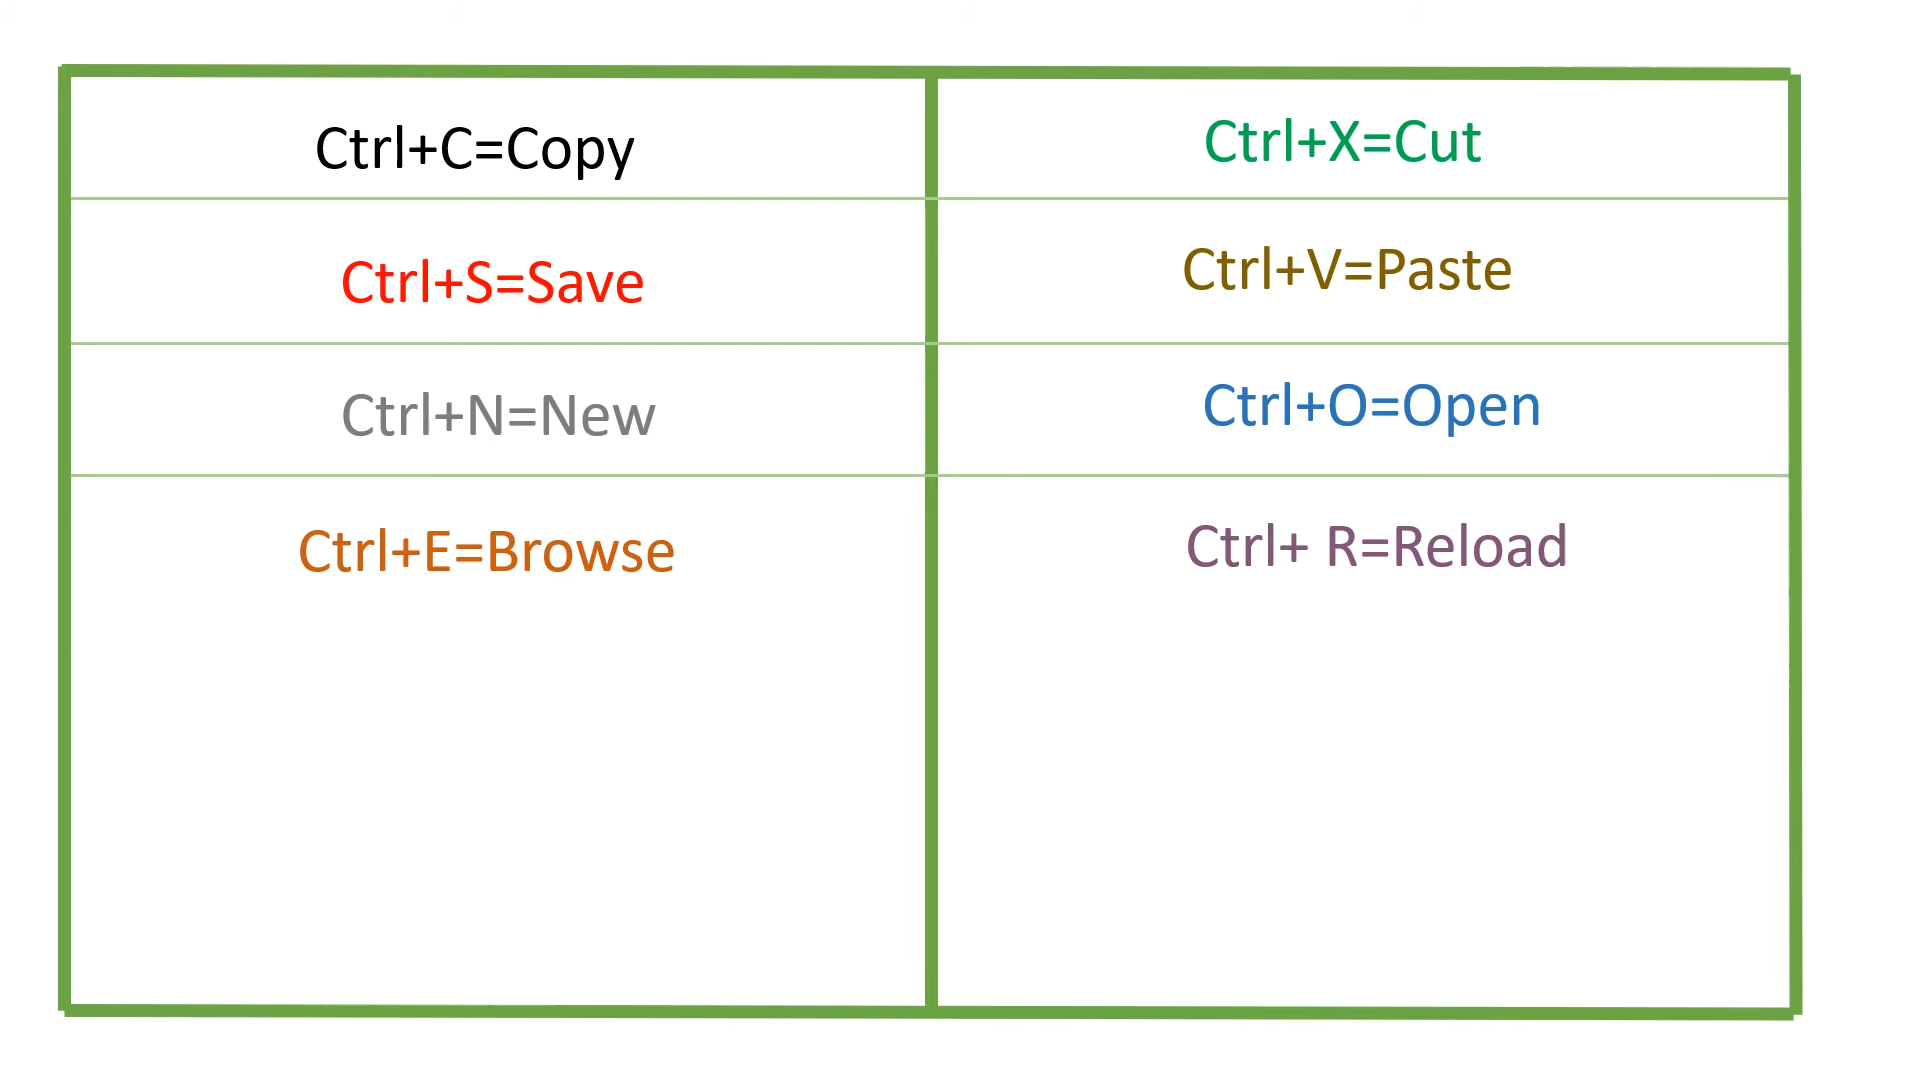 Ctrl+C=Copy
Ctrl+X=Cut
Ctrl+S=Save
Ctrl+V=Paste
Ctrl+N=New
Ctrl+O=Open
Ctrl+E=Browse
Ctrl+ R=Reload